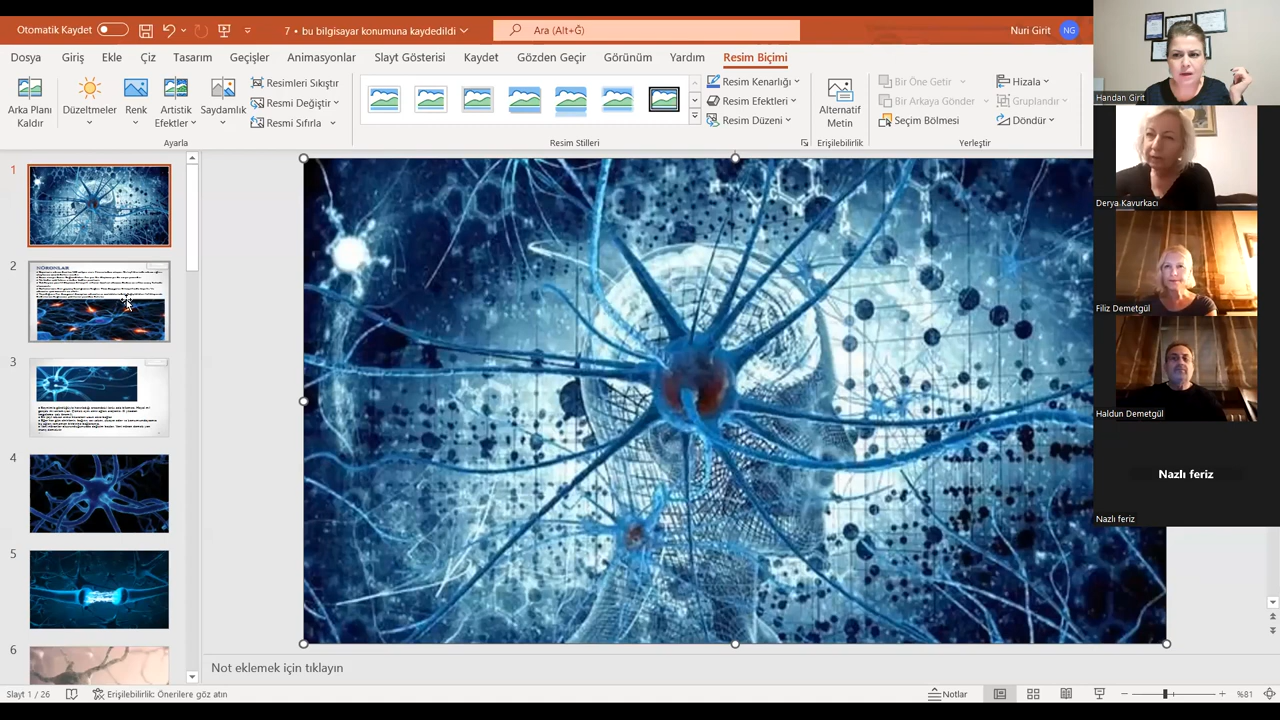 Otomatik Kaydet
7 • bu bilgisayar konumuna kaydedildi
Ara (Alt+Ğ)
Nuri Girit
NG
Dosya
Giriş
Ekle
Çiz
Tasarım
Geçişler
Animasyonlar
Slayt Gösterisi
Kaydet
Gözden Geçir
Görünüm
Yardım
Resim Biçimi
Arka Planı
Kaldır
Düzeltmeler
Renk
Artistik
Efektler
Saydamlık
Resimleri Sıkıştır
Resmi Değiştir
Resmi Sıfırla
Ayarla
Resim Stilleri
Resim Kenarlığı
Resim Efektleri
Resim Düzeni
Alternatif
Metin
Erişilebilirlik
Bir Öne Getir
Bir Arkaya Gönder
Seçim Bölmesi
Hizala
Gruplandır
Döndür
Yerleştir
1
2
NÖRONLAR
3
4
5
6
Handan Girit
Derya Kavurkacı
Filiz Demetgül
Haldun Demetgül
Nazlı feriz
Nazlı feriz
Not eklemek için tıklayın
Slayt 1 / 26
Erişilebilirlik: Önerilere göz atın
Notlar
%81